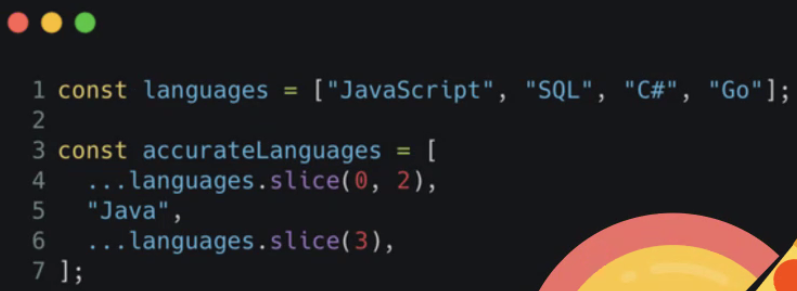 1 const languages = ["JavaScript", "SQL", "C#", "Go"];
2
3 const accurateLanguages = [
4   ...languages.slice(0, 2),
5   "Java",
6   ...languages.slice(3),
7 ];